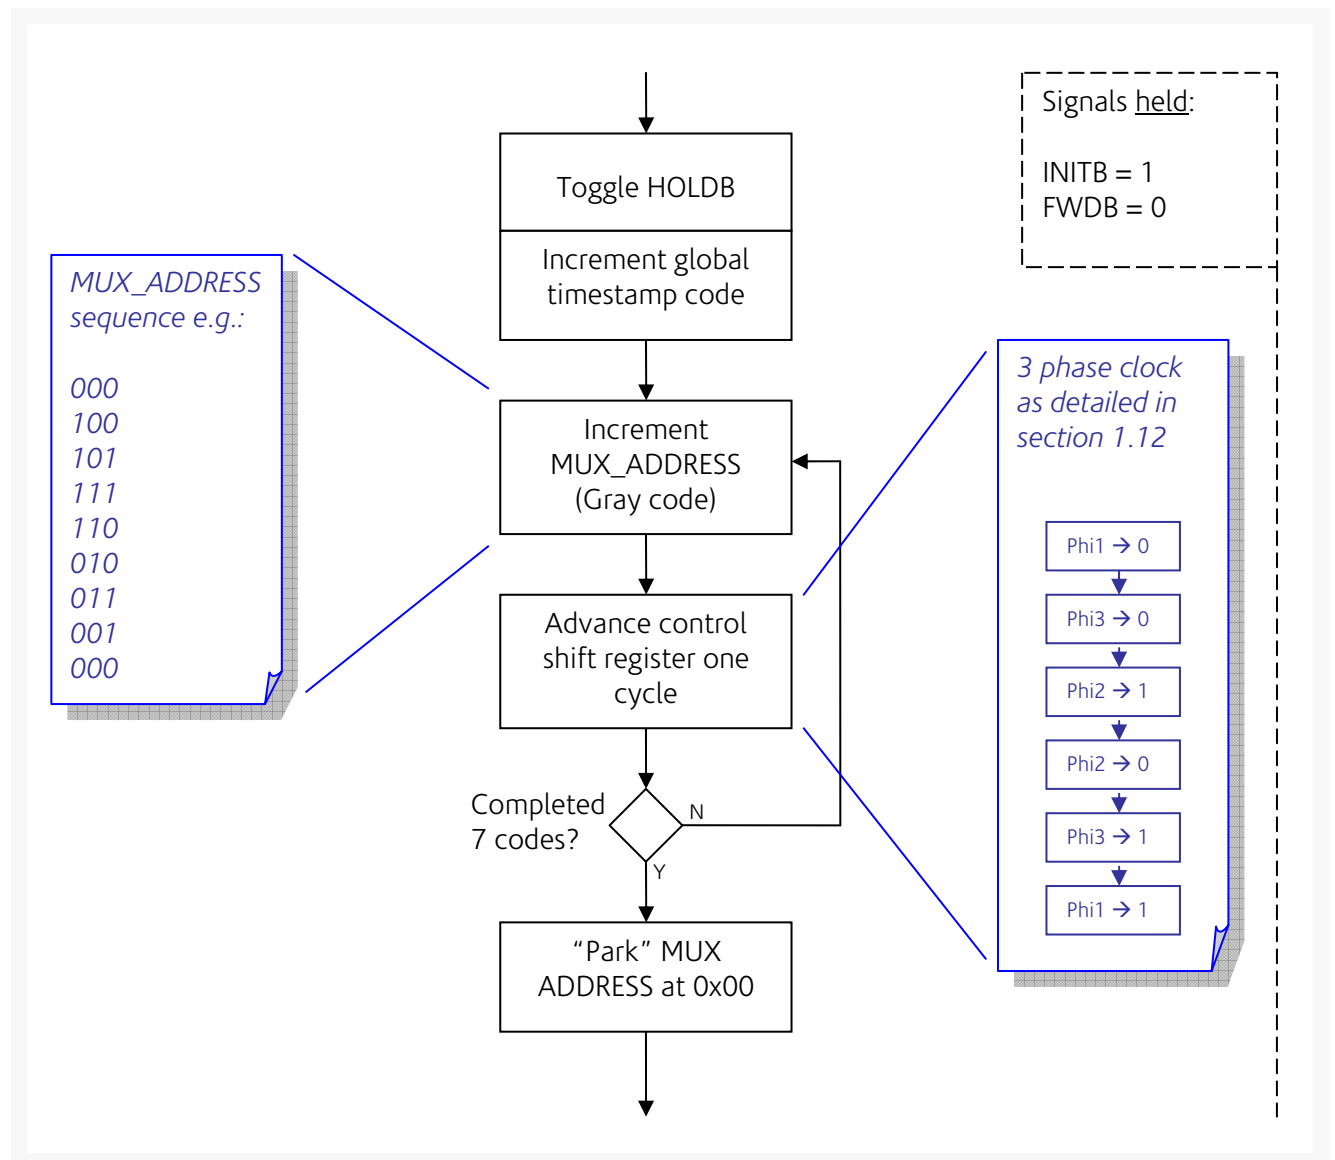 Signals held:
INITB = 1
FWDB = 0
Toggle HOLDB
Increment global
timestamp code
MUX_ADDRESS
sequence e.g.:
000
100
101
111
110
010
011
001
000
Increment
MUX_ADDRESS
(Gray code)
3 phase clock
as detailed in
section 1.12
Phi1 → 0
Phi3 → 0
Phi2 → 1
Phi2 → 0
Phi3 → 1
Phi1 → 1
Advance control
shift register one
cycle
Completed
7 codes?
N
Y
“Park” MUX
ADDRESS at 0x00